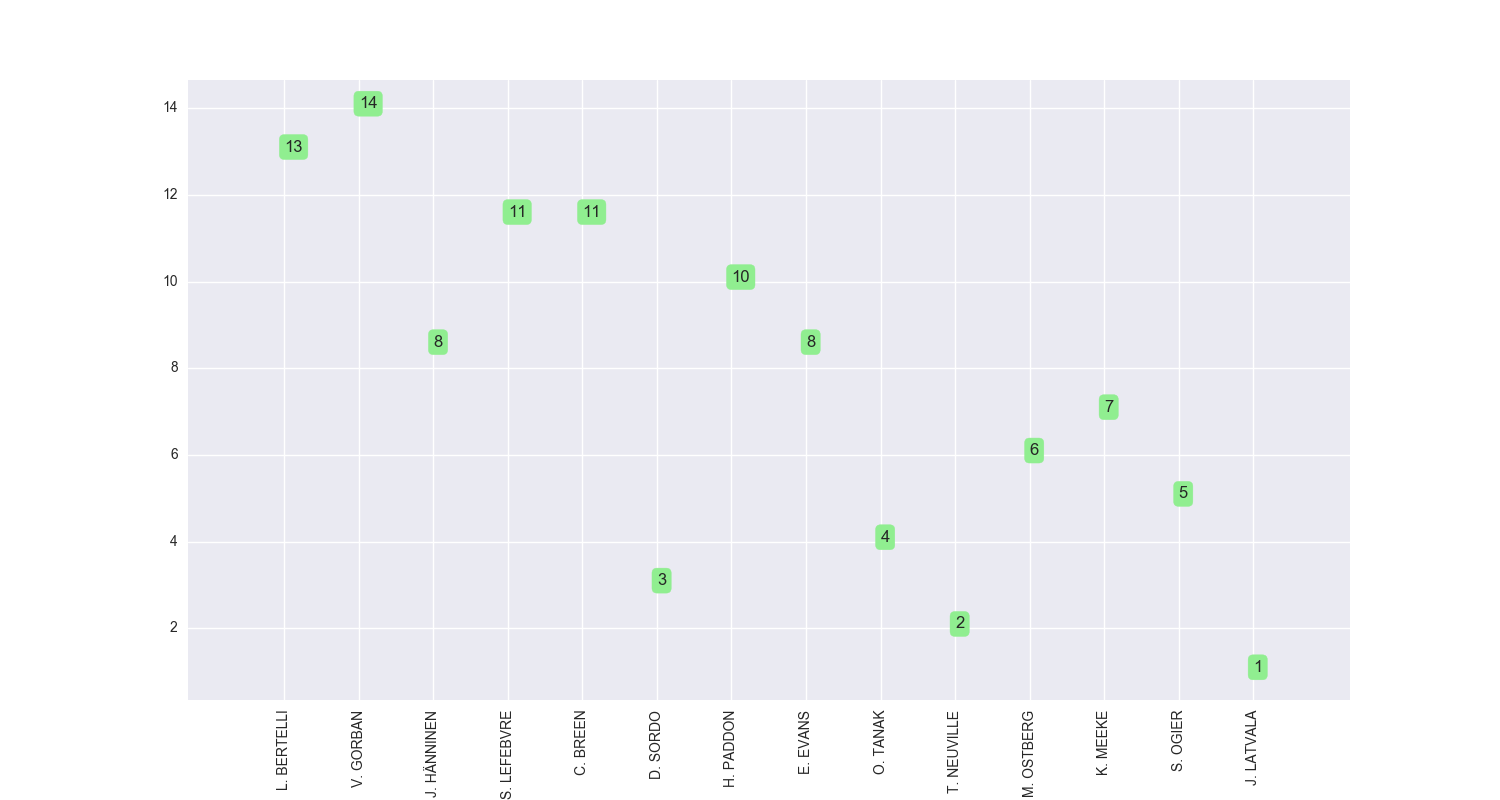 14
12
10
8
6
4
2
13
14
8
11
11
3
10
8
4
2
6
7
5
1
L. BERTELLI
V. GORBAN
J. HÄNNINEN
S. LEFEBVRE
C. BREEN
D. SORDO
H. PADDON
E. EVANS
O. TANAK
T. NEUVILLE
M. OSTBERG
K. MEEKE
S. OGIER
J. LATVALA